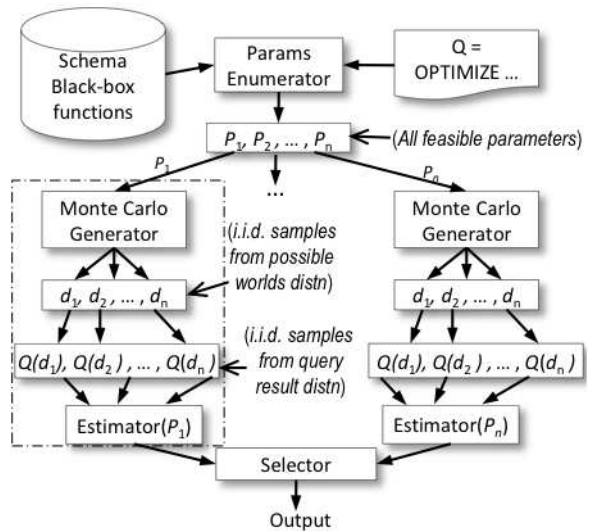 Schema
Black-box
functions
Params
Enumerator
Q =
OPTIMIZE ...
P1, P2, ... , Pn
(All feasible parameters)
P1
...
Pn
Monte Carlo
Generator
(i.i.d. samples
from possible
worlds distn)
Monte Carlo
Generator
d1, d2, ... , dn
d1, d2, ... , dn
(i.i.d. samples
from query
result distn)
Q(d1), Q(d2) , ... , Q(dn)
Q(d1), Q(d2) , ... , Q(dn)
Estimator(P1)
Estimator(Pn)
Selector
Output